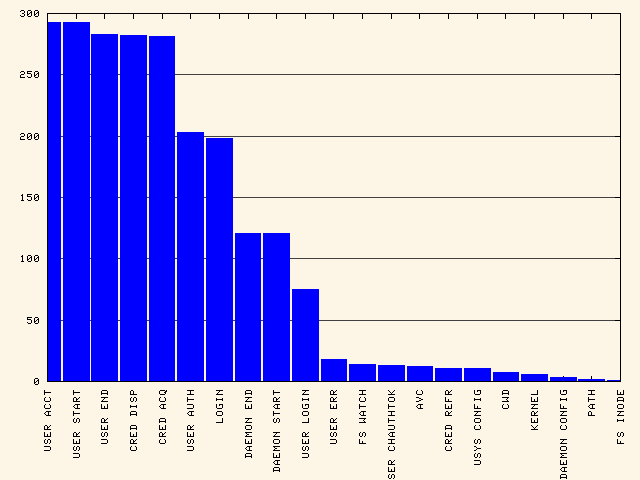 300
250
200
150
100
50
0
USER ACCT
USER START
USER END
CRED DISP
CRED ACQ
USER AUTH
LOGIN
DAEMON END
DAEMON START
USER LOGIN
USER ERR
FS WATCH
SER CHAUTHTOK
AVC
CRED REFR
USYS CONFIG
CWD
KERNEL
DAEMON CONFIG
PATH
FS INODE